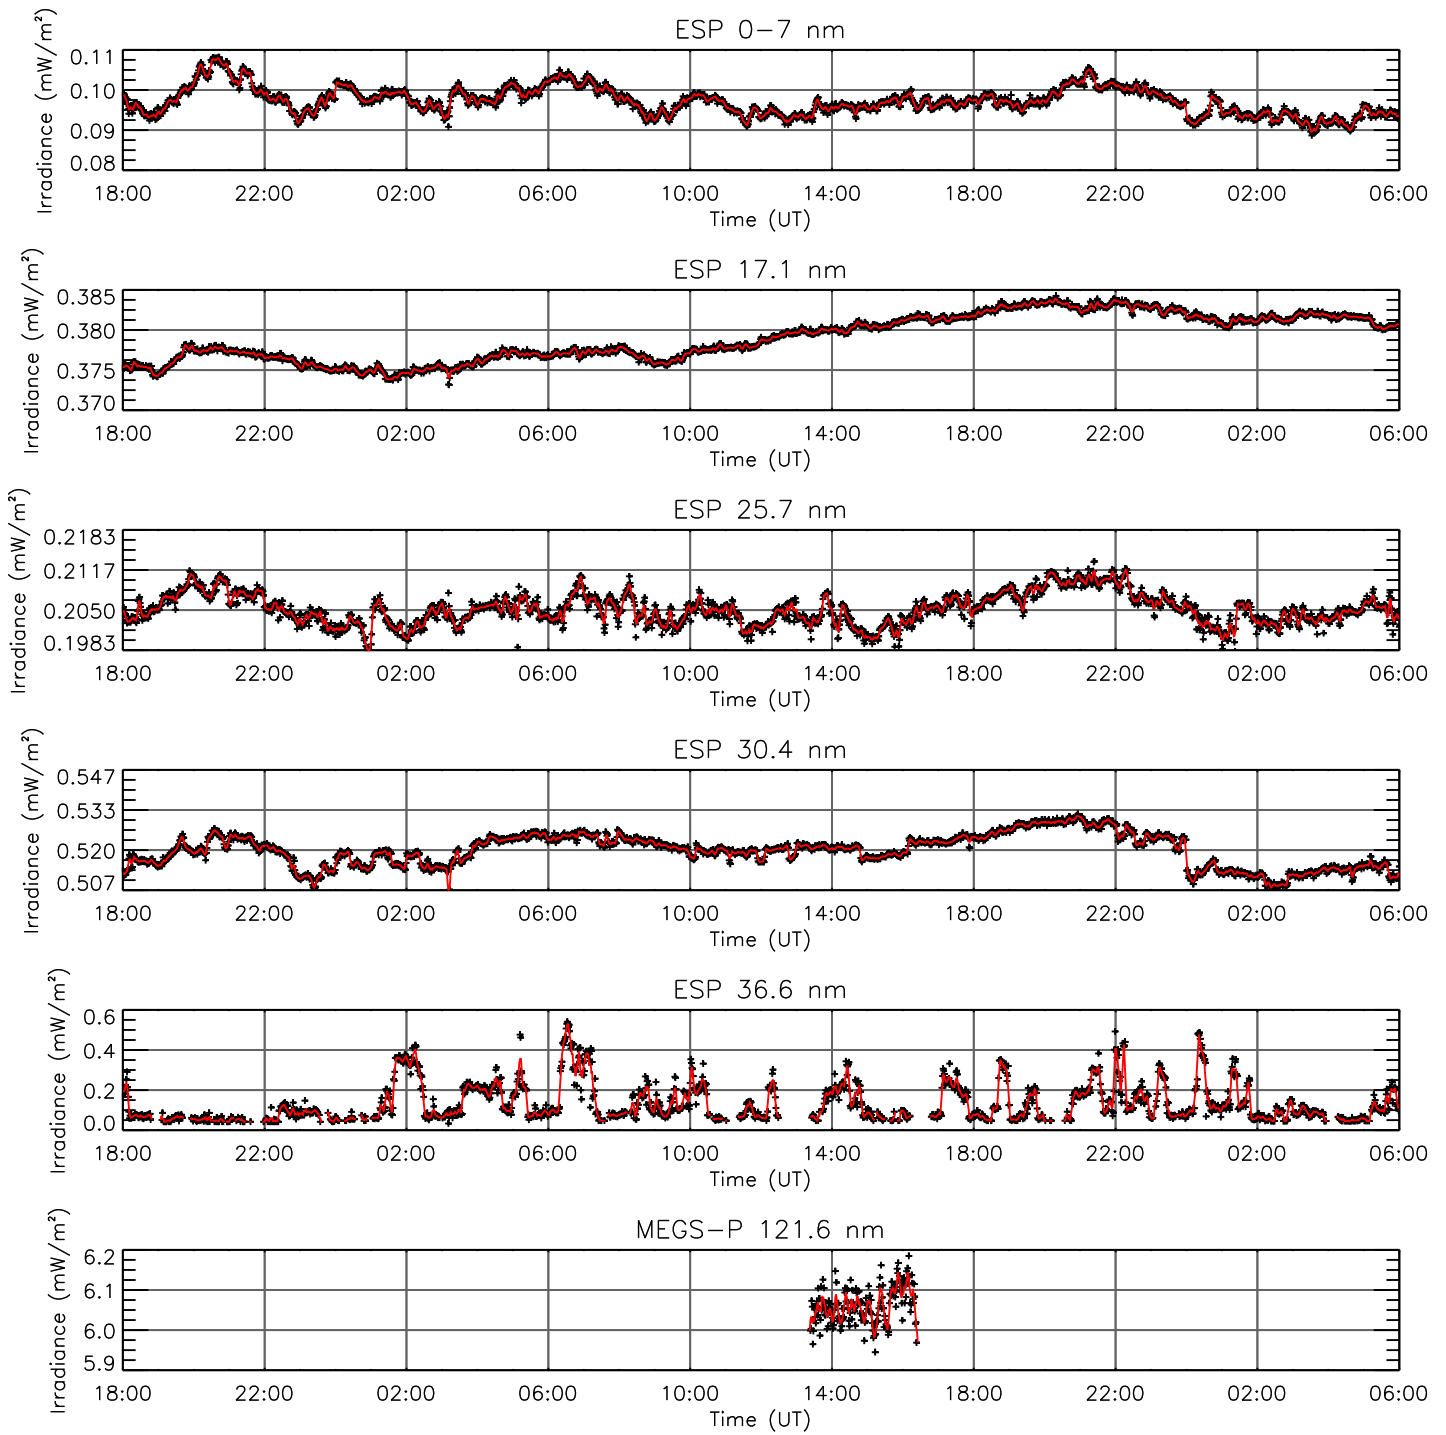 ESP 0-7 nm
Irradiance (mW/m²)
0.11
0.10
0.09
0.08
18:00 22:00 02:00 06:00 10:00 14:00 18:00 22:00 02:00 06:00
Time (UT)
ESP 17.1 nm
Irradiance (mW/m²)
0.385
0.380
0.375
0.370
18:00 22:00 02:00 06:00 10:00 14:00 18:00 22:00 02:00 06:00
Time (UT)
ESP 25.7 nm
Irradiance (mW/m²)
0.2183
0.2117
0.2050
0.1983
18:00 22:00 02:00 06:00 10:00 14:00 18:00 22:00 02:00 06:00
Time (UT)
ESP 30.4 nm
Irradiance (mW/m²)
0.547
0.533
0.520
0.507
18:00 22:00 02:00 06:00 10:00 14:00 18:00 22:00 02:00 06:00
Time (UT)
ESP 36.6 nm
Irradiance (mW/m²)
0.6
0.4
0.2
0.0
18:00 22:00 02:00 06:00 10:00 14:00 18:00 22:00 02:00 06:00
Time (UT)
MEGS-P 121.6 nm
Irradiance (mW/m²)
6.2
6.1
6.0
5.9
18:00 22:00 02:00 06:00 10:00 14:00 18:00 22:00 02:00 06:00
Time (UT)